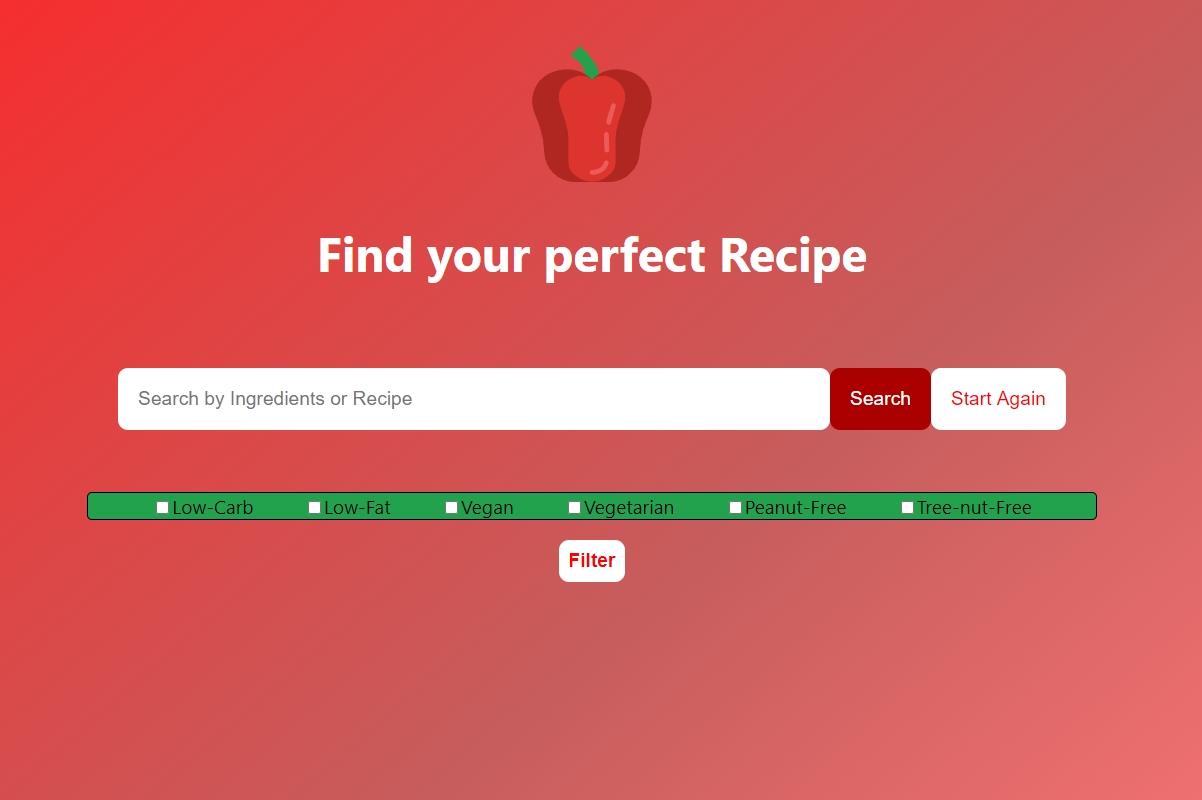 Find your perfect Recipe
Search by Ingredients or Recipe Search Start Again
Low-Carb Low-Fat Vegan Vegetarian Peanut-Free Tree-nut-Free
Filter